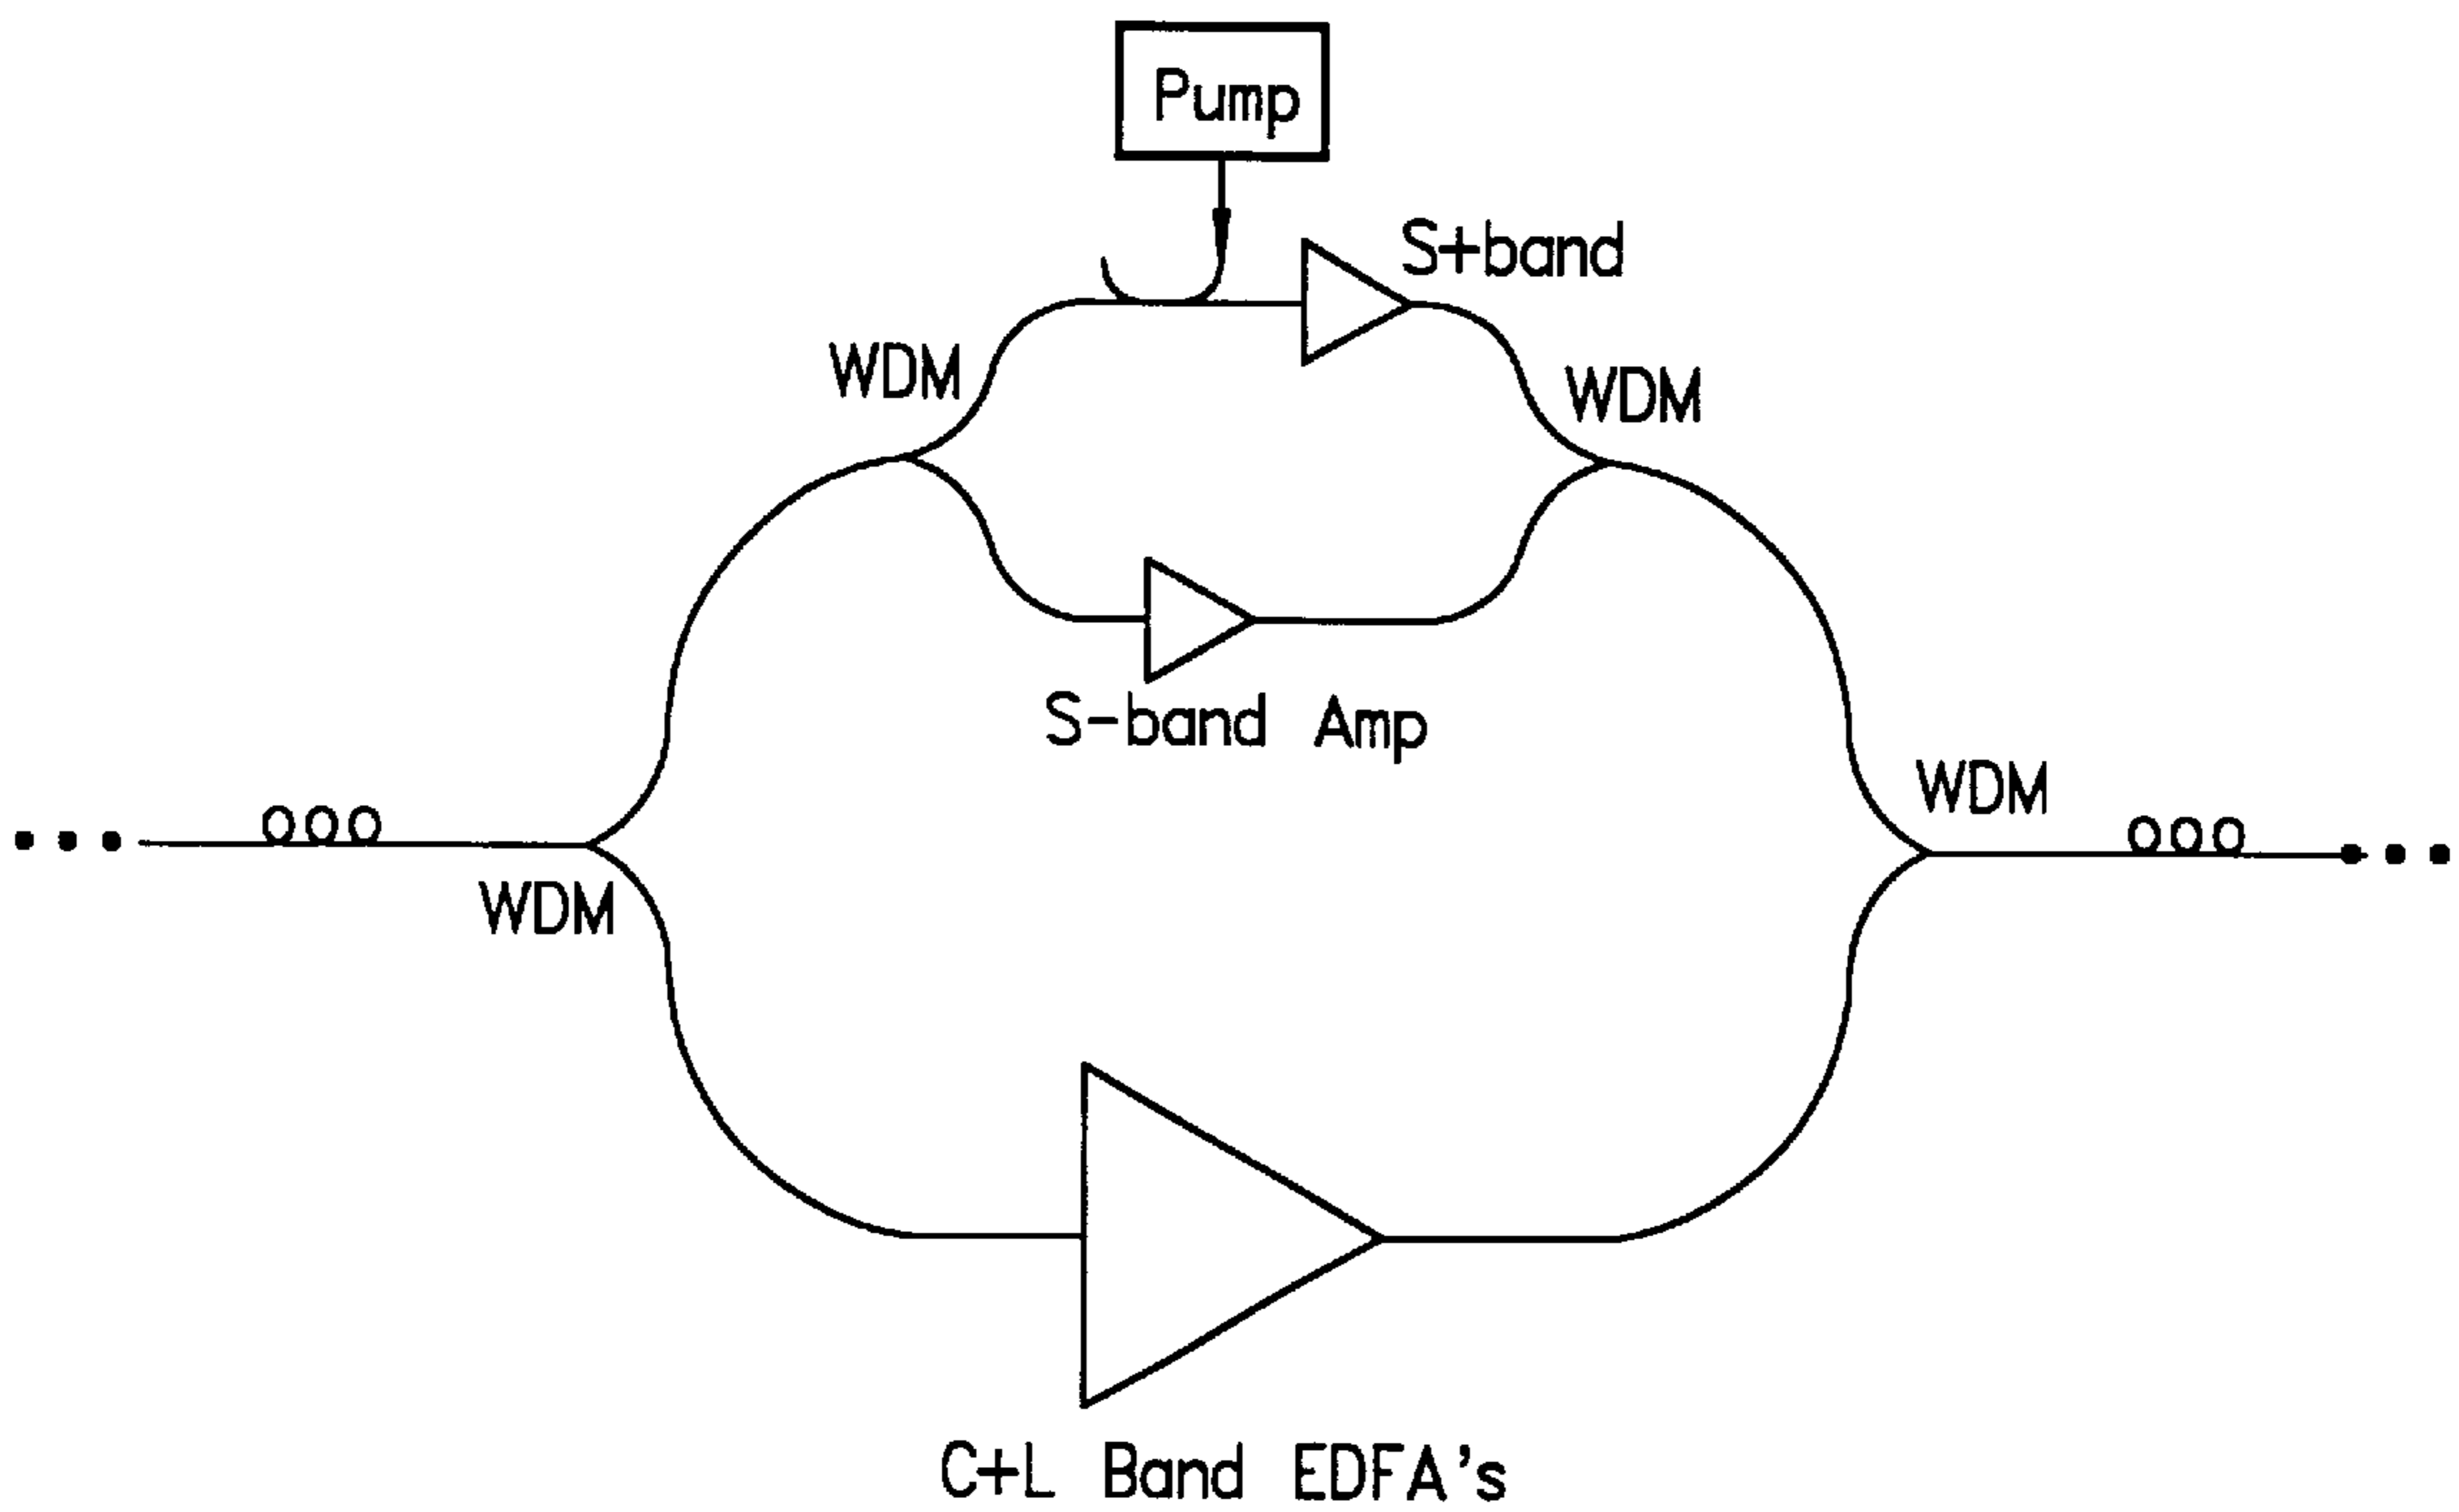 Pump
S+band
WDM
WDM
S-band Amp
WDM
WDM
C+L Band EDFA's